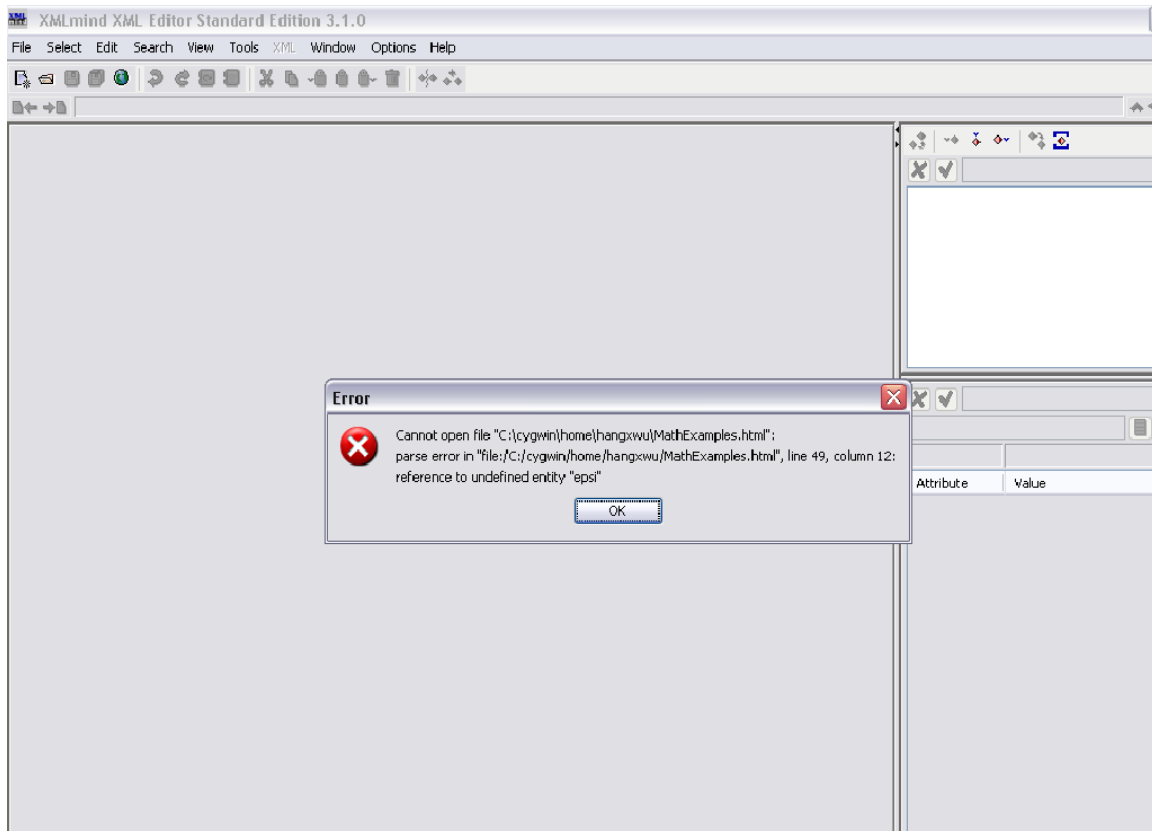 XMLmind XML Editor Standard Edition 3.1.0
File Select Edit Search View Tools XML Window Options Help
Error
Cannot open file "C:\cygwin\home\hangxwu\MathExamples.html":
parse error in "file:/C:/cygwin/home/hangxwu/MathExamples.html", line 49, column 12:
reference to undefined entity "epsi"
OK
Attribute Value